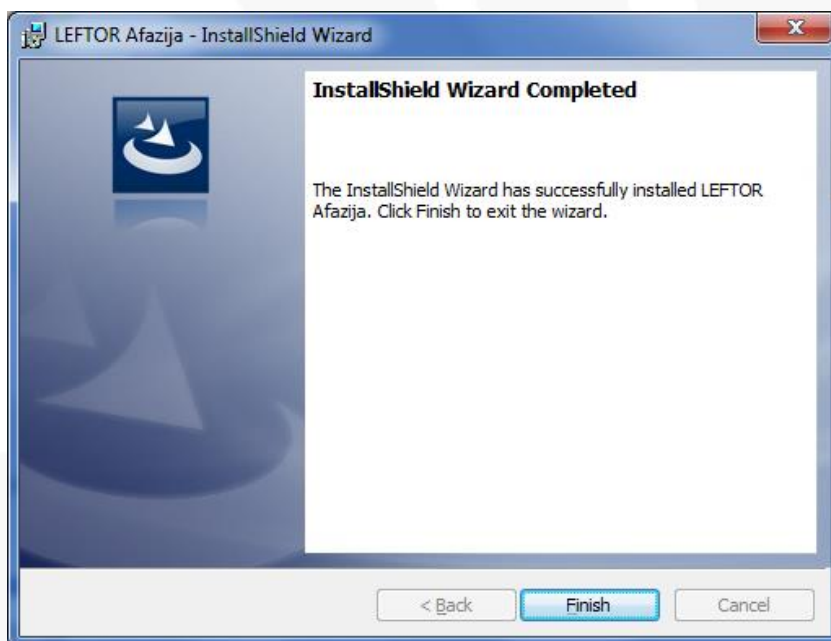 LEFTOR Afazija - InstallShield Wizard
InstallShield Wizard Completed
The InstallShield Wizard has successfully installed LEFTOR
Afazija. Click Finish to exit the wizard.
< Back
Finish
Cancel